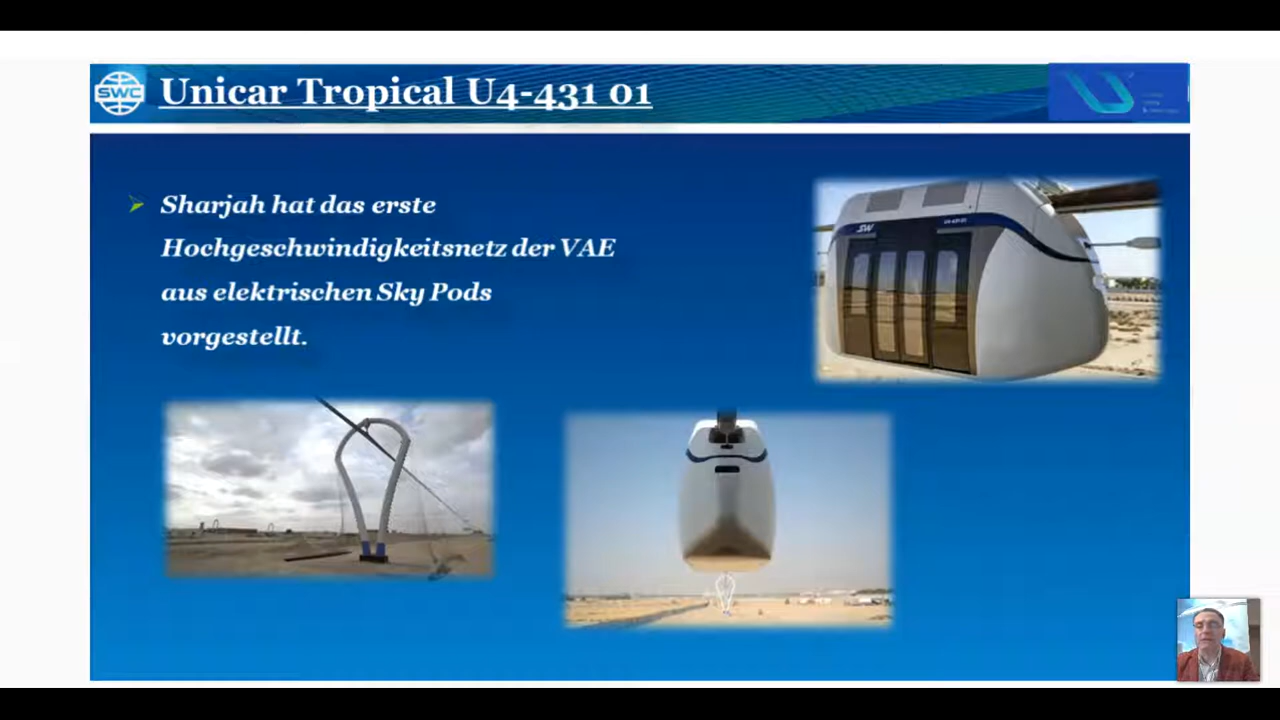 SWC
Unicar Tropical U4-431 01
Sharjah hat das erste
Hochgeschwindigkeitsnetz der VAE
aus elektrischen Sky Pods
vorgestellt.
SW